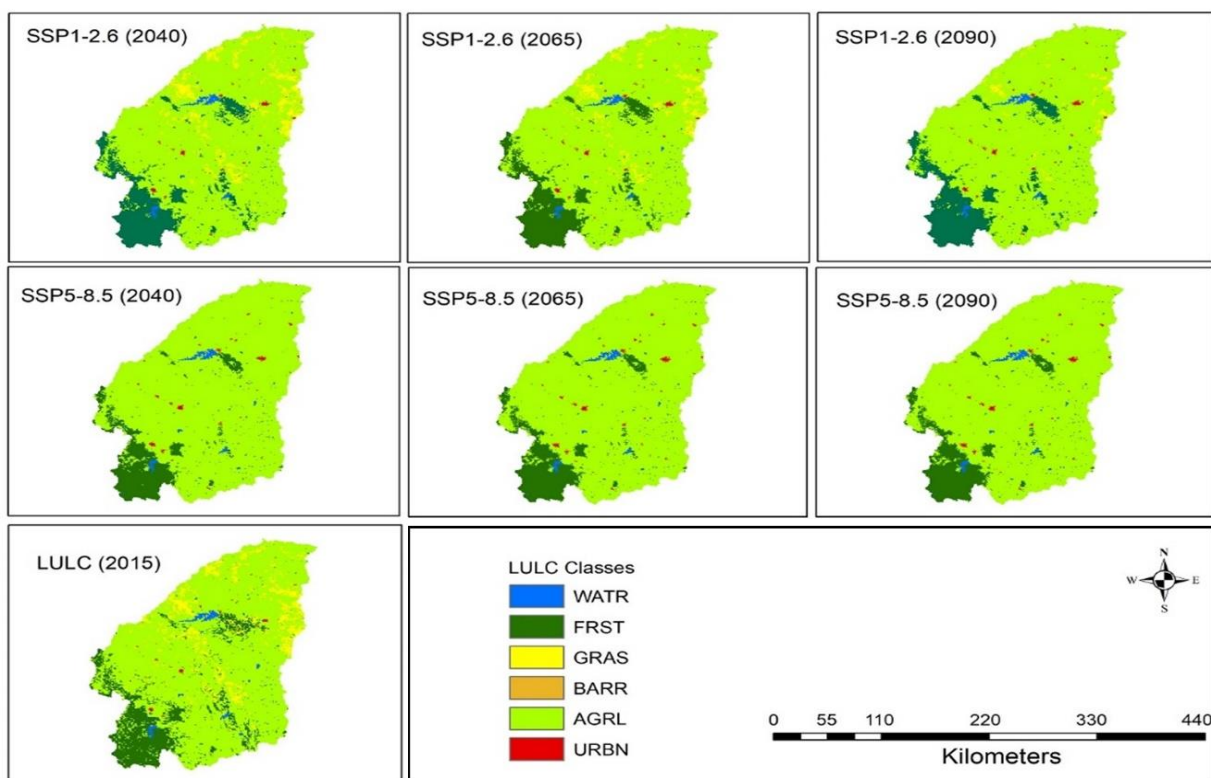 SSP1-2.6 (2040)
SSP1-2.6 (2065)
SSP1-2.6 (2090)
SSP5-8.5 (2040)
SSP5-8.5 (2065)
SSP5-8.5 (2090)
LULC (2015)
LULC Classes
WATR
FRST
GRAS
BARR
AGRL
URBN
N
W E
S
0 55 110 220 330 440
Kilometers